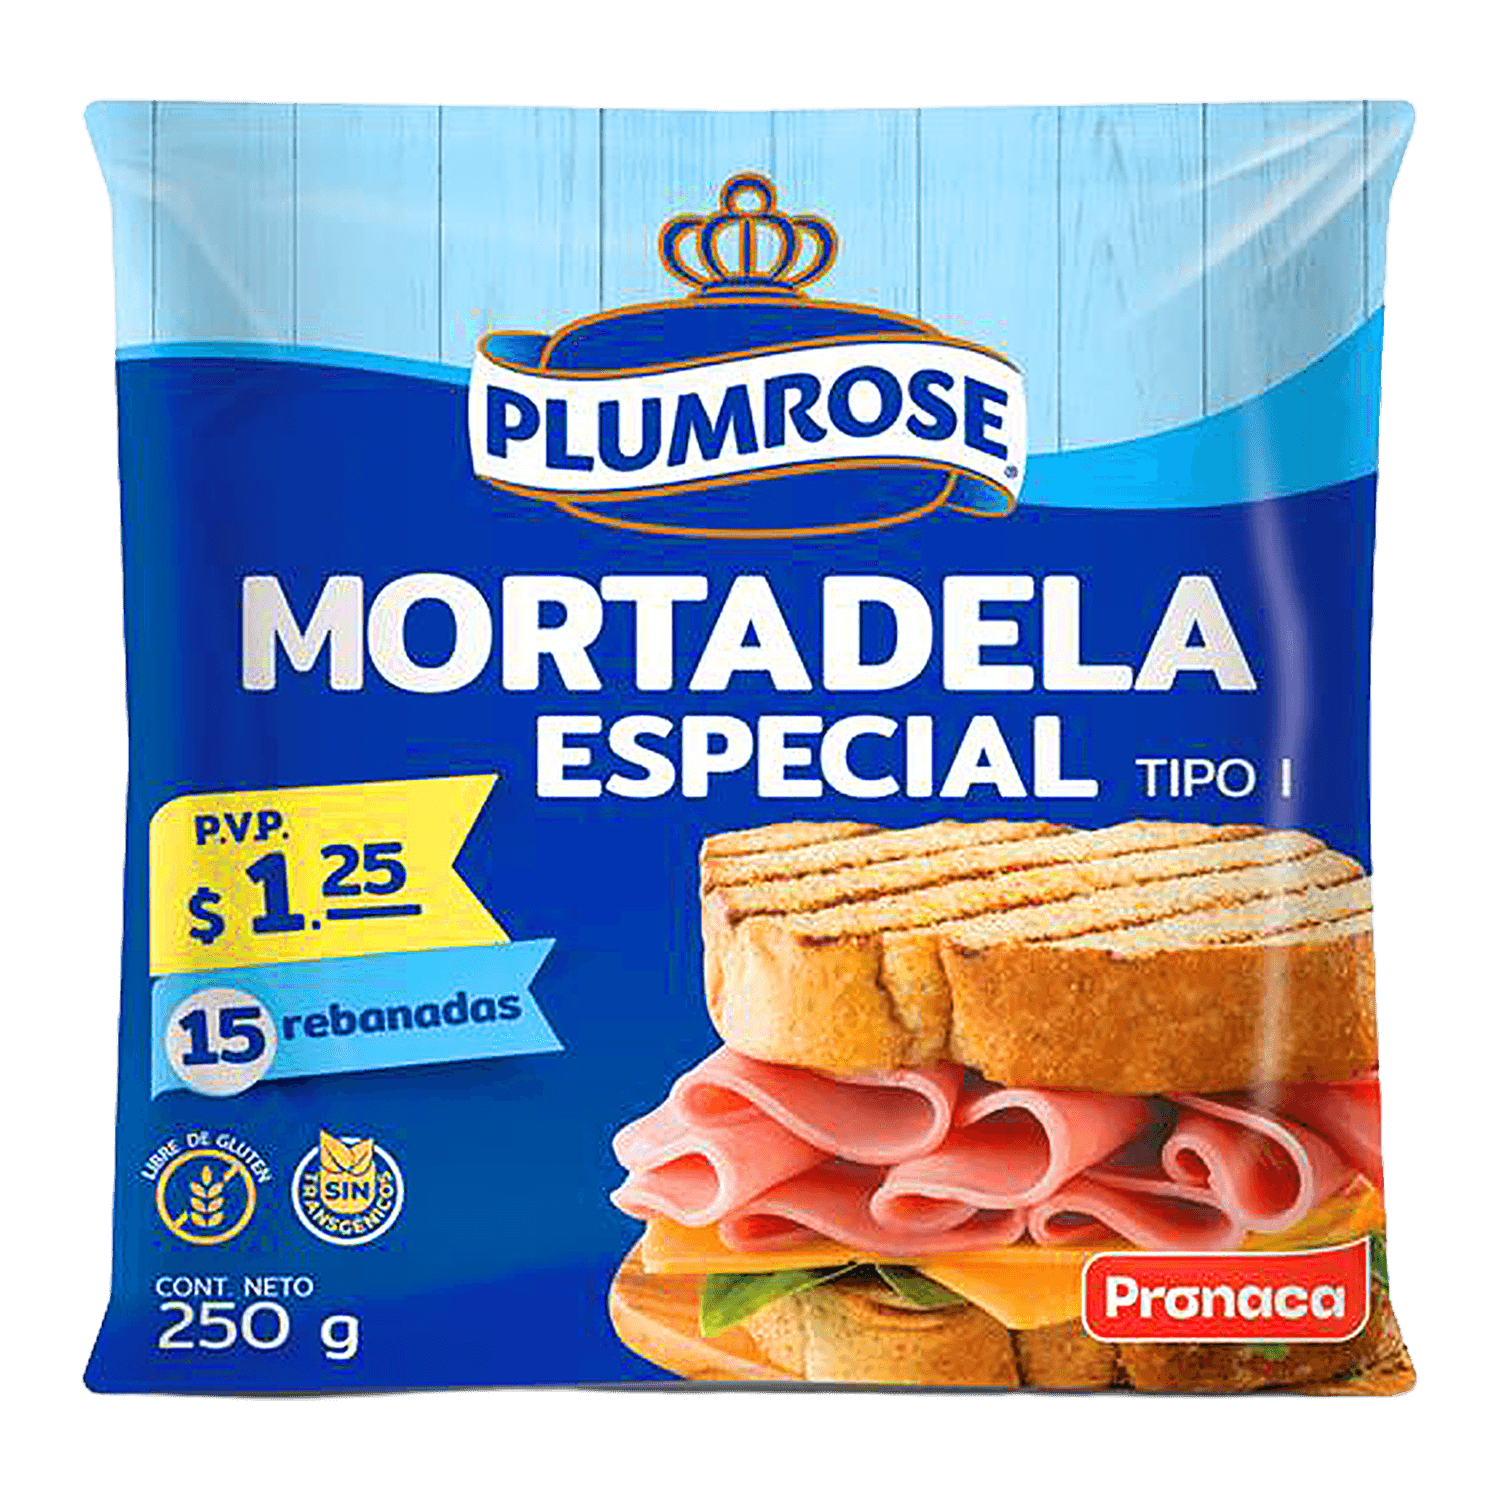 PLUMROSE®
MORTADELA
ESPECIAL TIPO I
P.V.P.
$1.25
15 rebanadas
LIBRE DE GLUTEN
SIN
TRANSGÉNICOS
CONT. NETO
250 g
Pronaca